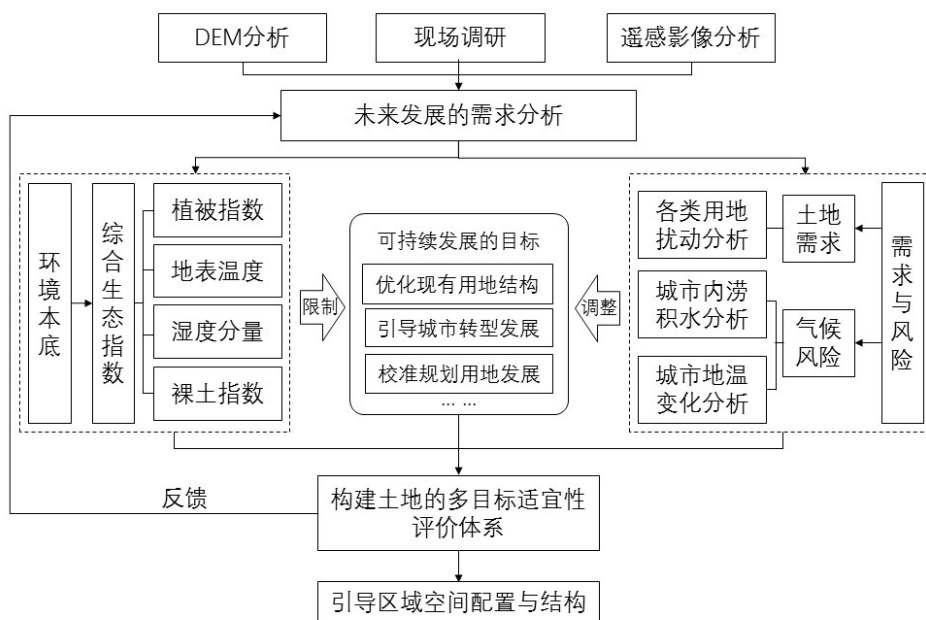 DEM分析
现场调研
遥感影像分析
未来发展的需求分析
环境本底
综合生态指数
植被指数
地表温度
湿度分量
裸土指数
限制
可持续发展的目标
优化现有用地结构
引导城市转型发展
校准规划用地发展
... ...
调整
各类用地
扰动分析
城市内涝
积水分析
城市地温
变化分析
土地
需求
气候
风险
需求与风险
反馈
构建土地的多目标适宜性
评价体系
引导区域空间配置与结构